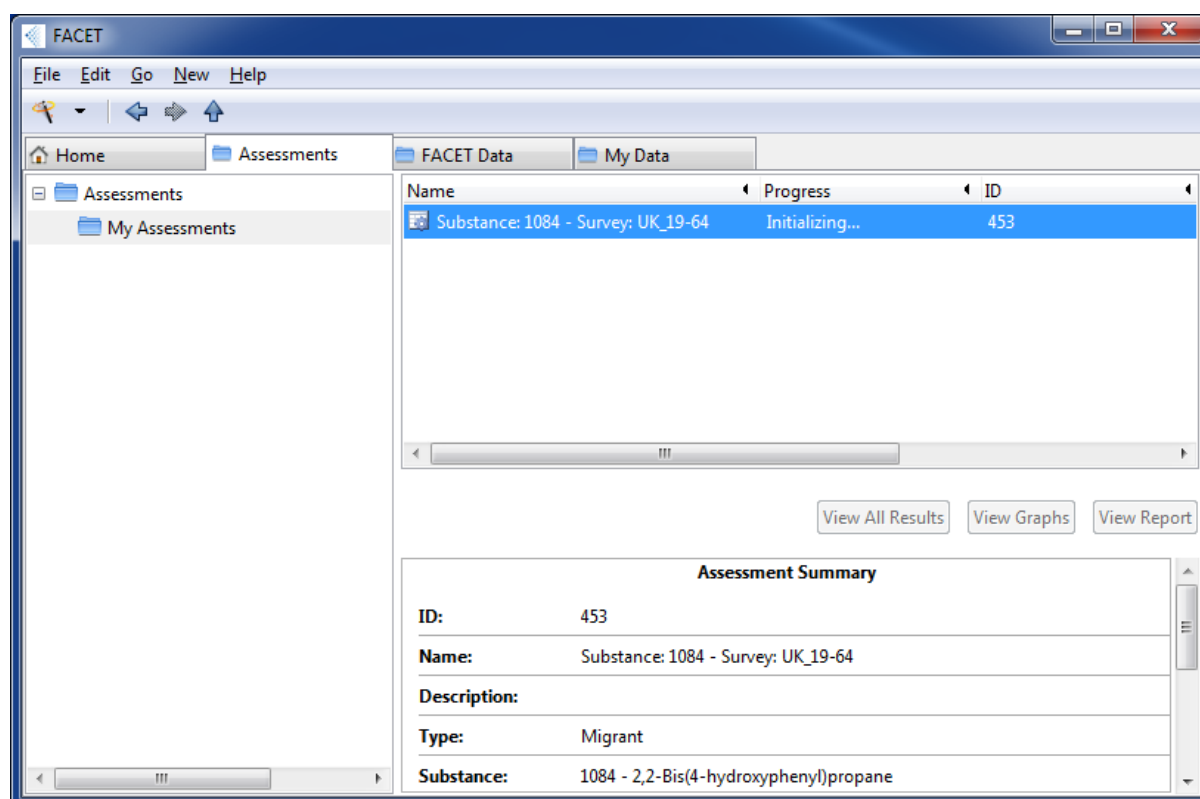 FACET
File Edit Go New Help
Home Assessments FACET Data My Data
Assessments
My Assessments
Name Progress ID
Substance: 1084 - Survey: UK_19-64 Initializing... 453
View All Results View Graphs View Report
Assessment Summary
ID: 453
Name: Substance: 1084 - Survey: UK_19-64
Description:
Type: Migrant
Substance: 1084 - 2,2-Bis(4-hydroxyphenyl)propane